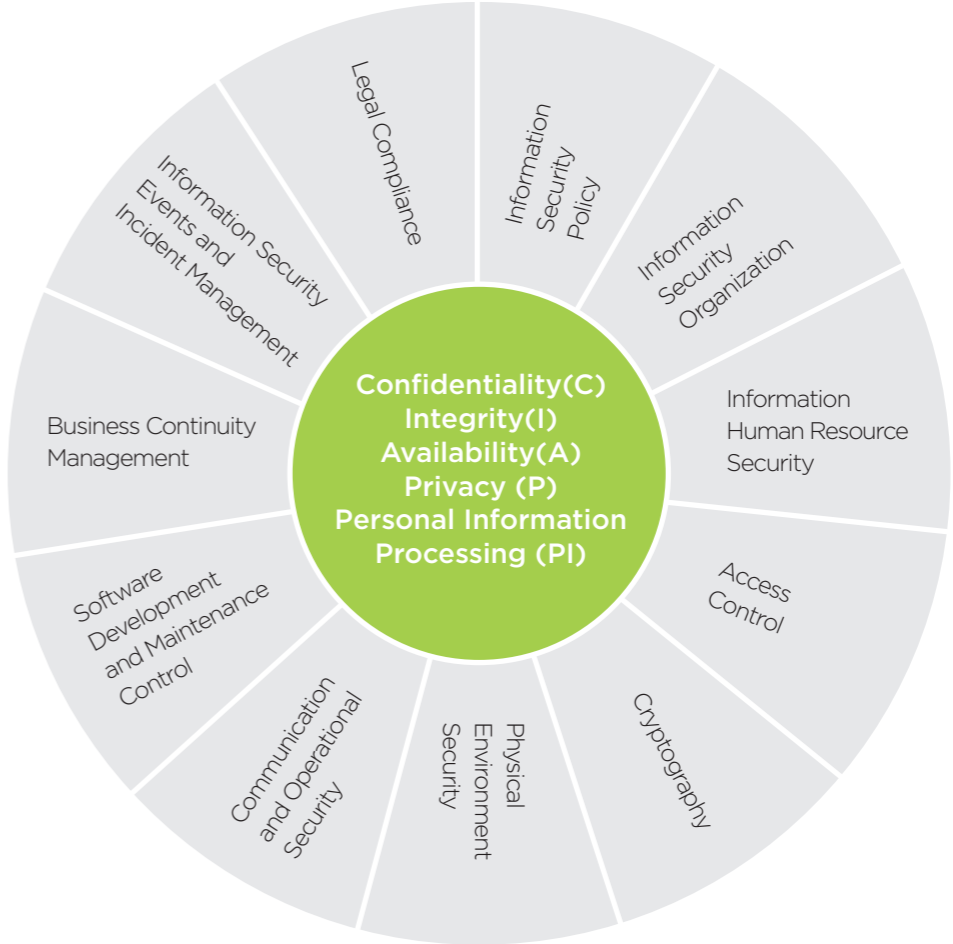 Legal Compliance
Information
Security
Policy
Information
Security
Organization
Information
Human Resource
Security
Access
Control
Cryptography
Physical
Environment
Security
Communication
and Operational
Security
Software
Development
and Maintenance
Control
Business Continuity
Management
Information Security
Events and
Incident Management
Confidentiality(C)
Integrity(I)
Availability(A)
Privacy (P)
Personal Information
Processing (PI)